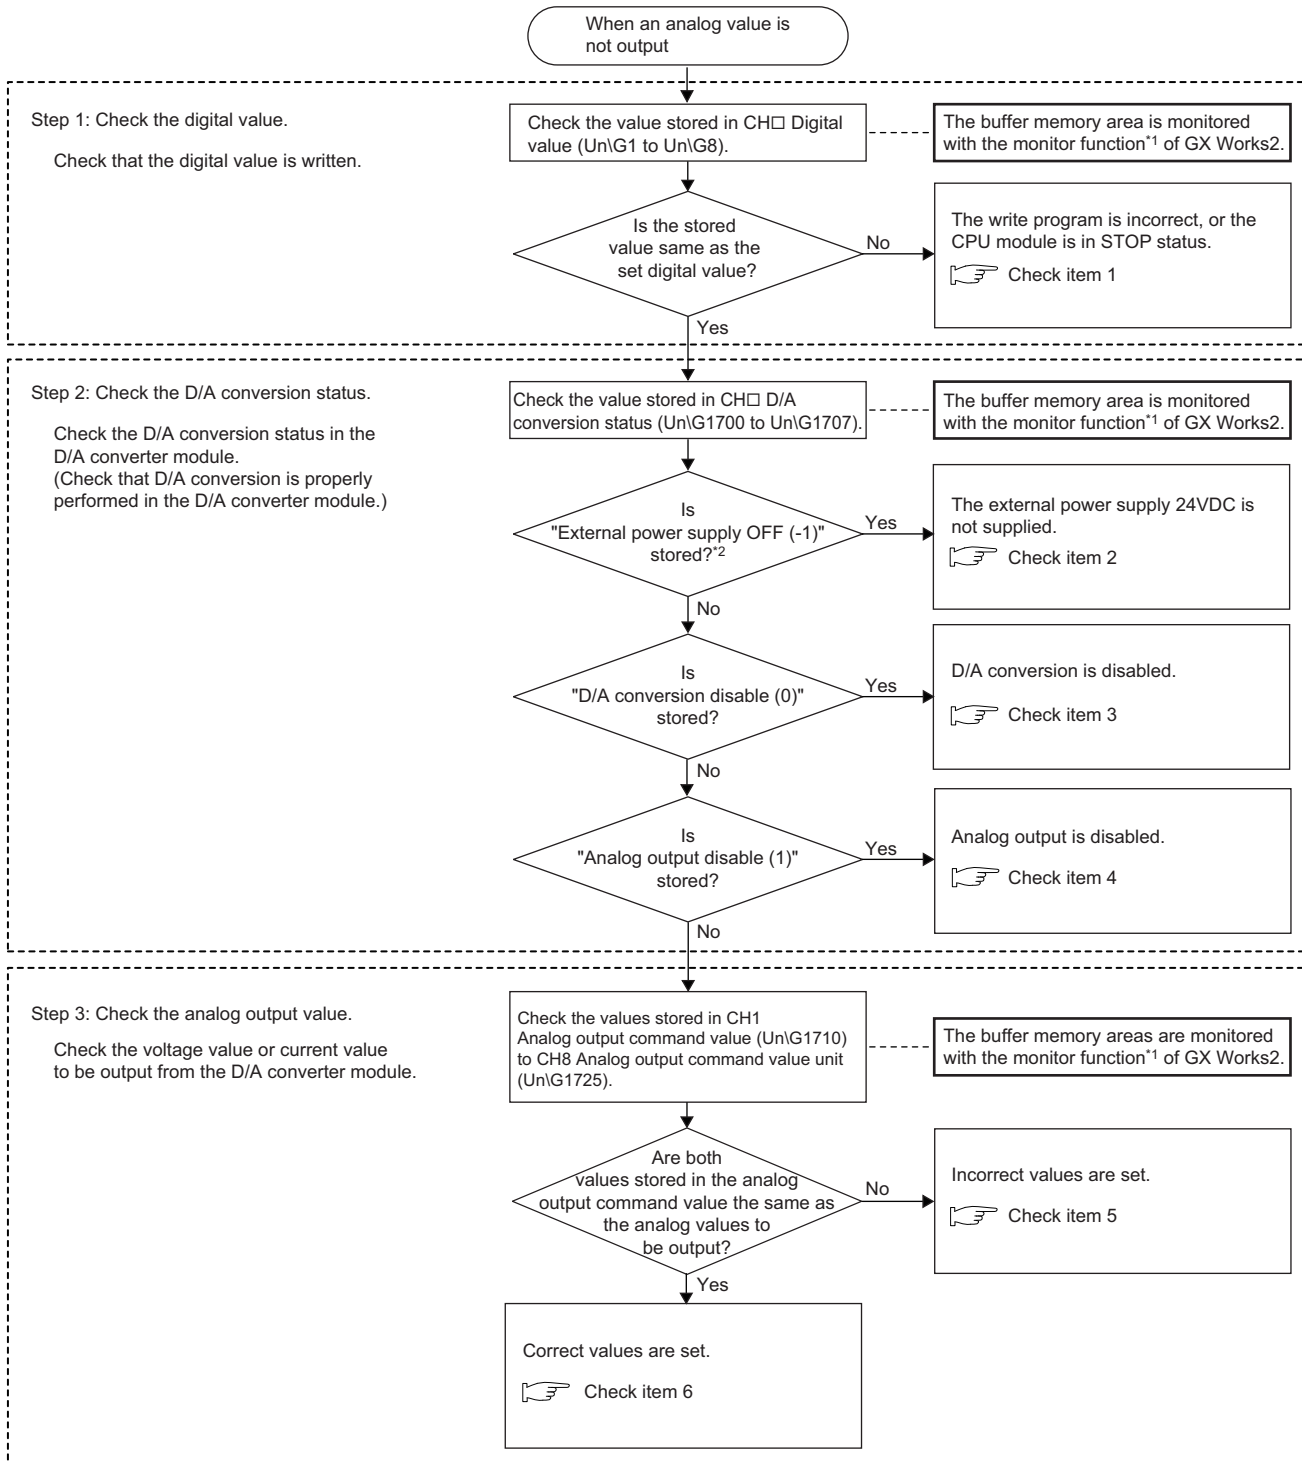 When an analog value is
not output
Step 1: Check the digital value.
Check that the digital value is written.
Check the value stored in CH□ Digital
value (Un\G1 to Un\G8).
The buffer memory area is monitored
with the monitor function*1 of GX Works2.
Is the stored
value same as the
set digital value?
No
The write program is incorrect, or the
CPU module is in STOP status.
Check item 1
Yes
Step 2: Check the D/A conversion status.
Check the D/A conversion status in the
D/A converter module.
(Check that D/A conversion is properly
performed in the D/A converter module.)
Check the value stored in CH□ D/A
conversion status (Un\G1700 to Un\G1707).
The buffer memory area is monitored
with the monitor function*1 of GX Works2.
Is
"External power supply OFF (-1)"
stored?*2
Yes
The external power supply 24VDC is
not supplied.
Check item 2
No
Is
"D/A conversion disable (0)"
stored?
Yes
D/A conversion is disabled.
Check item 3
No
Is
"Analog output disable (1)"
stored?
Yes
Analog output is disabled.
Check item 4
No
Step 3: Check the analog output value.
Check the voltage value or current value
to be output from the D/A converter module.
Check the values stored in CH1
Analog output command value (Un\G1710)
to CH8 Analog output command value unit
(Un\G1725).
The buffer memory areas are monitored
with the monitor function*1 of GX Works2.
Are both
values stored in the analog
output command value the same as
the analog values to
be output?
No
Incorrect values are set.
Check item 5
Yes
Correct values are set.
Check item 6